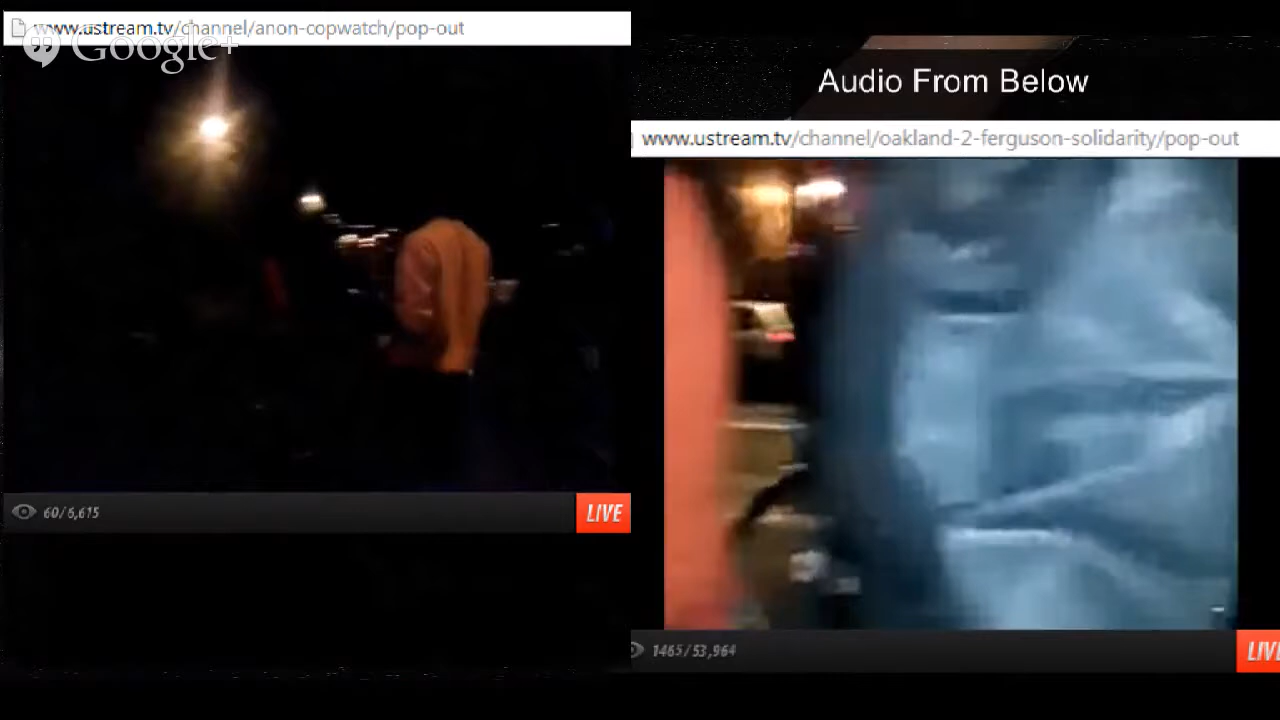 www.ustream.tv/channel/anon-copwatch/pop-out
Google+
60/6,615
LIVE
Audio From Below
www.ustream.tv/channel/oakland-2-ferguson-solidarity/pop-out
1465/53,964
LIVE